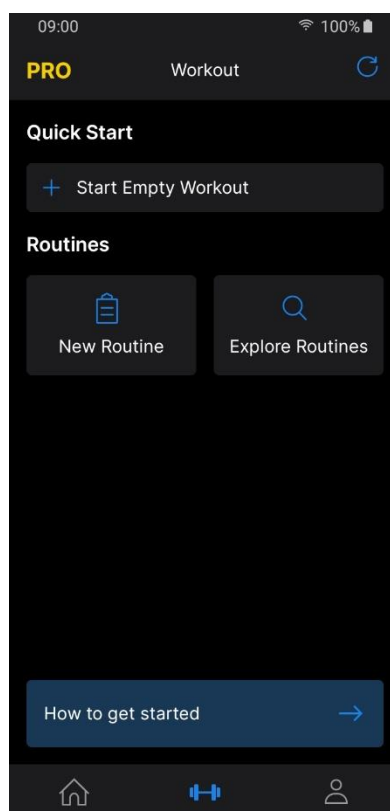 09:00 100%
PRO Workout
Quick Start
+ Start Empty Workout
Routines
New Routine Explore Routines
How to get started